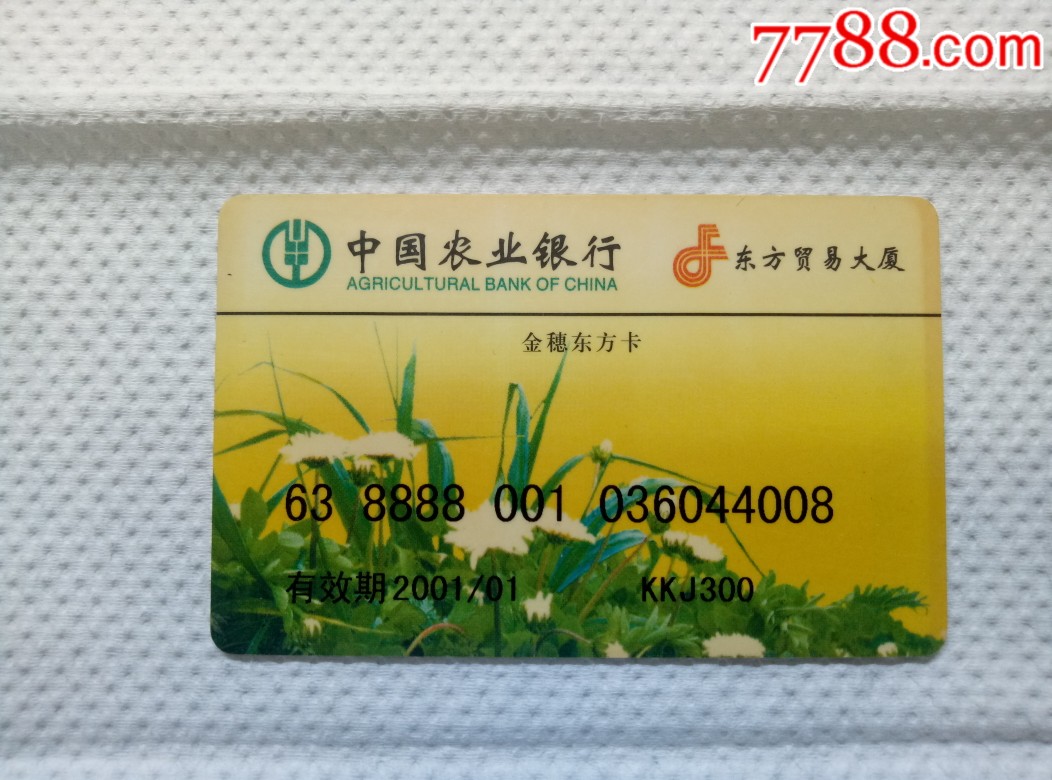 7788.com
中国农业银行 东方贸易大厦
AGRICULTURAL BANK OF CHINA
金穗东方卡
63 8888 001 036044008
有效期2001/01 KKJ300